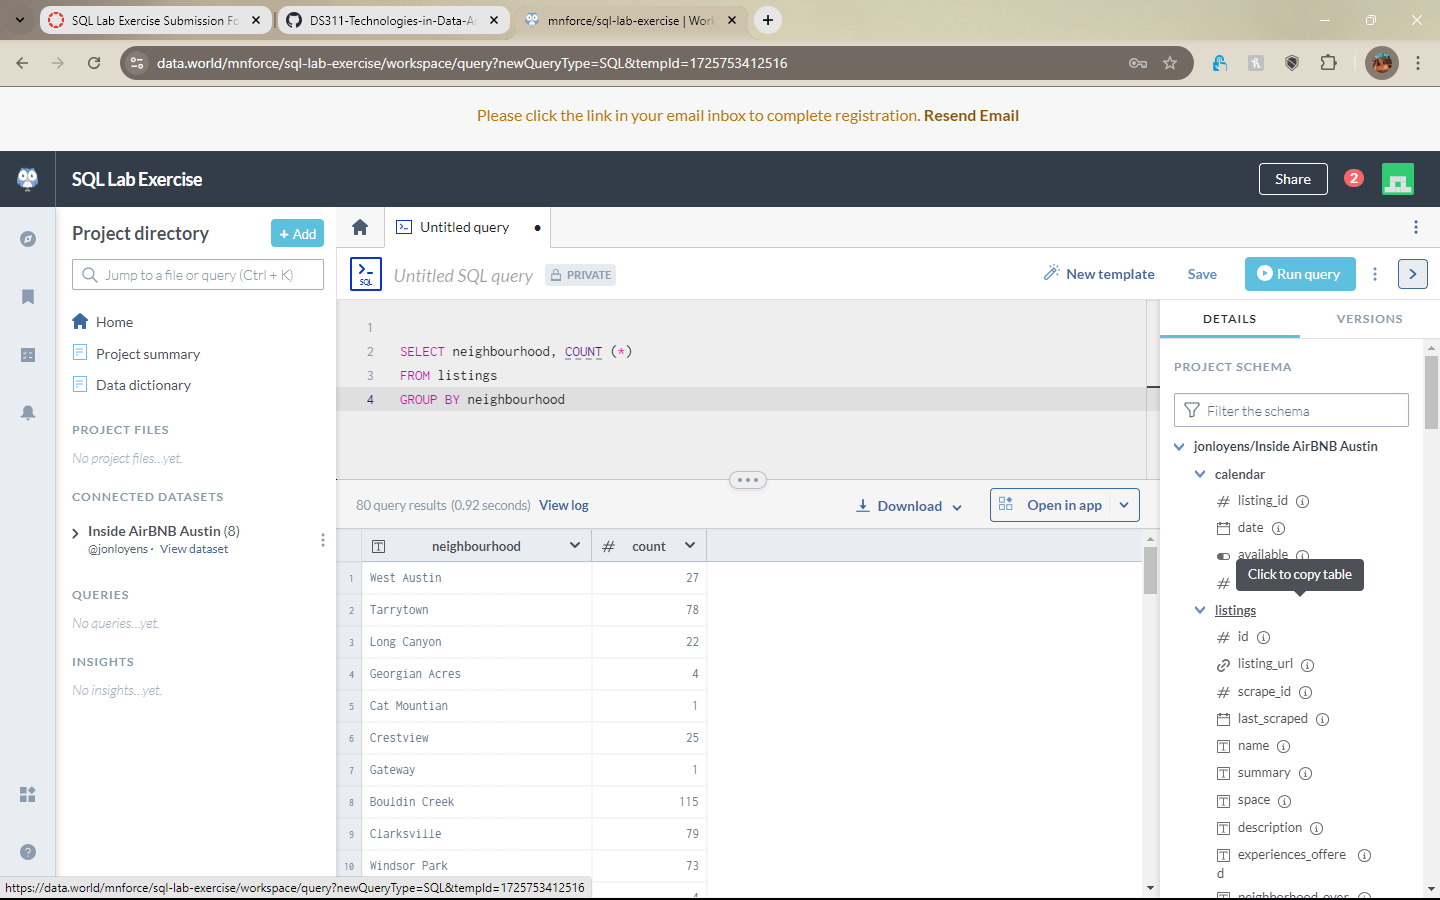 SQL Lab Exercise Submission Fo
DS311-Technologies-in-Data-An
mnforce/sql-lab-exercise | Work
data.world/mnforce/sql-lab-exercise/workspace/query?newQueryType=SQL&tempId=1725753412516
Please click the link in your email inbox to complete registration. Resend Email
SQL Lab Exercise
Share
2
Project directory
+ Add
Jump to a file or query (Ctrl + K)
Home
Project summary
Data dictionary
PROJECT FILES
No project files...yet.
CONNECTED DATASETS
Inside AirBNB Austin (8)
@jonloyens · View dataset
QUERIES
No queries...yet.
INSIGHTS
No insights...yet.
Untitled query
SQL
Untitled SQL query
PRIVATE
New template
Save
Run query
1
2 SELECT neighbourhood, COUNT (*)
3 FROM listings
4 GROUP BY neighbourhood
80 query results (0.92 seconds) View log
Download
Open in app
neighbourhood # count
1 West Austin 27
2 Tarrytown 78
3 Long Canyon 22
4 Georgian Acres 4
5 Cat Mountian 1
6 Crestview 25
7 Gateway 1
8 Bouldin Creek 115
9 Clarksville 79
10 Windsor Park 73
DETAILS
VERSIONS
PROJECT SCHEMA
Filter the schema
jonloyens/Inside AirBNB Austin
calendar
# listing_id
date
available
#
Click to copy table
listings
# id
listing_url
# scrape_id
last_scraped
name
summary
space
description
experiences_offere
d
neighborhood_over
https://data.world/mnforce/sql-lab-exercise/workspace/query?newQueryType=SQL&tempId=1725753412516